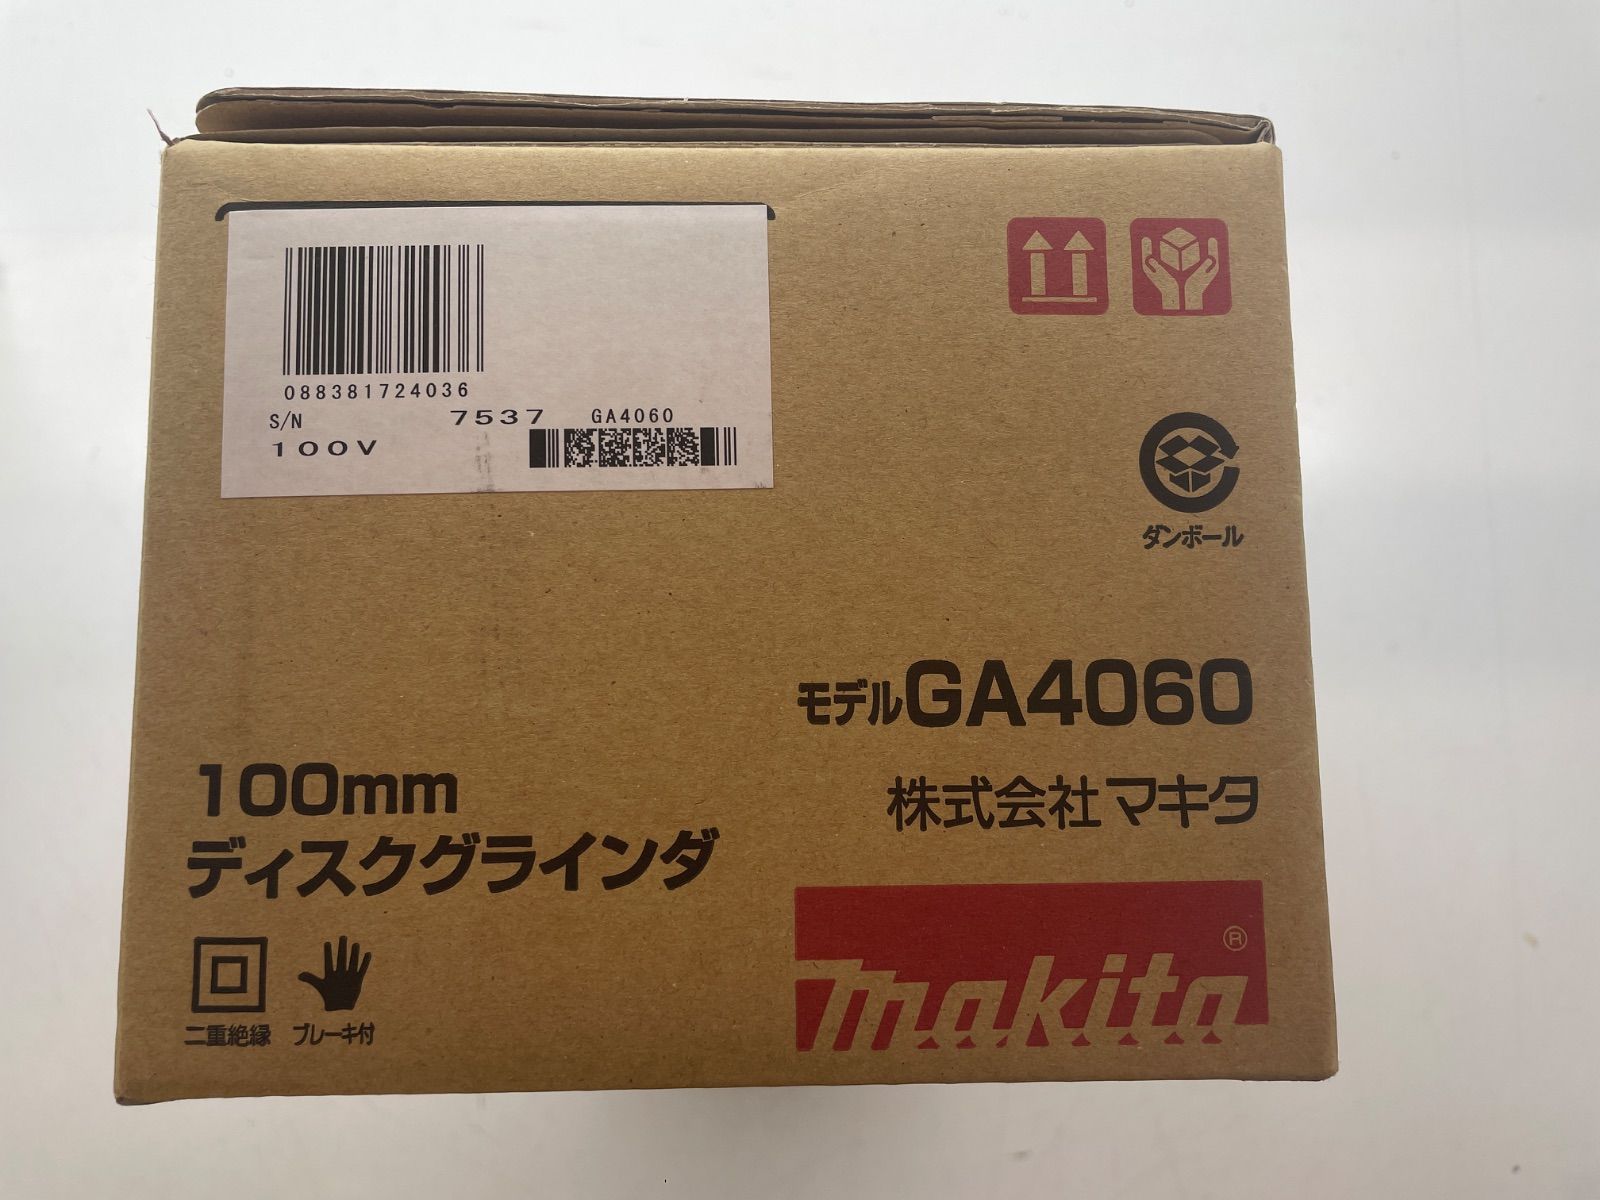 088381724036
S/N 7537 GA4060
100V
ダンボール
モデルGA4060
株式会社マキタ
100mm
ディスクグラインダ
二重絶縁 ブレーキ付
makita®